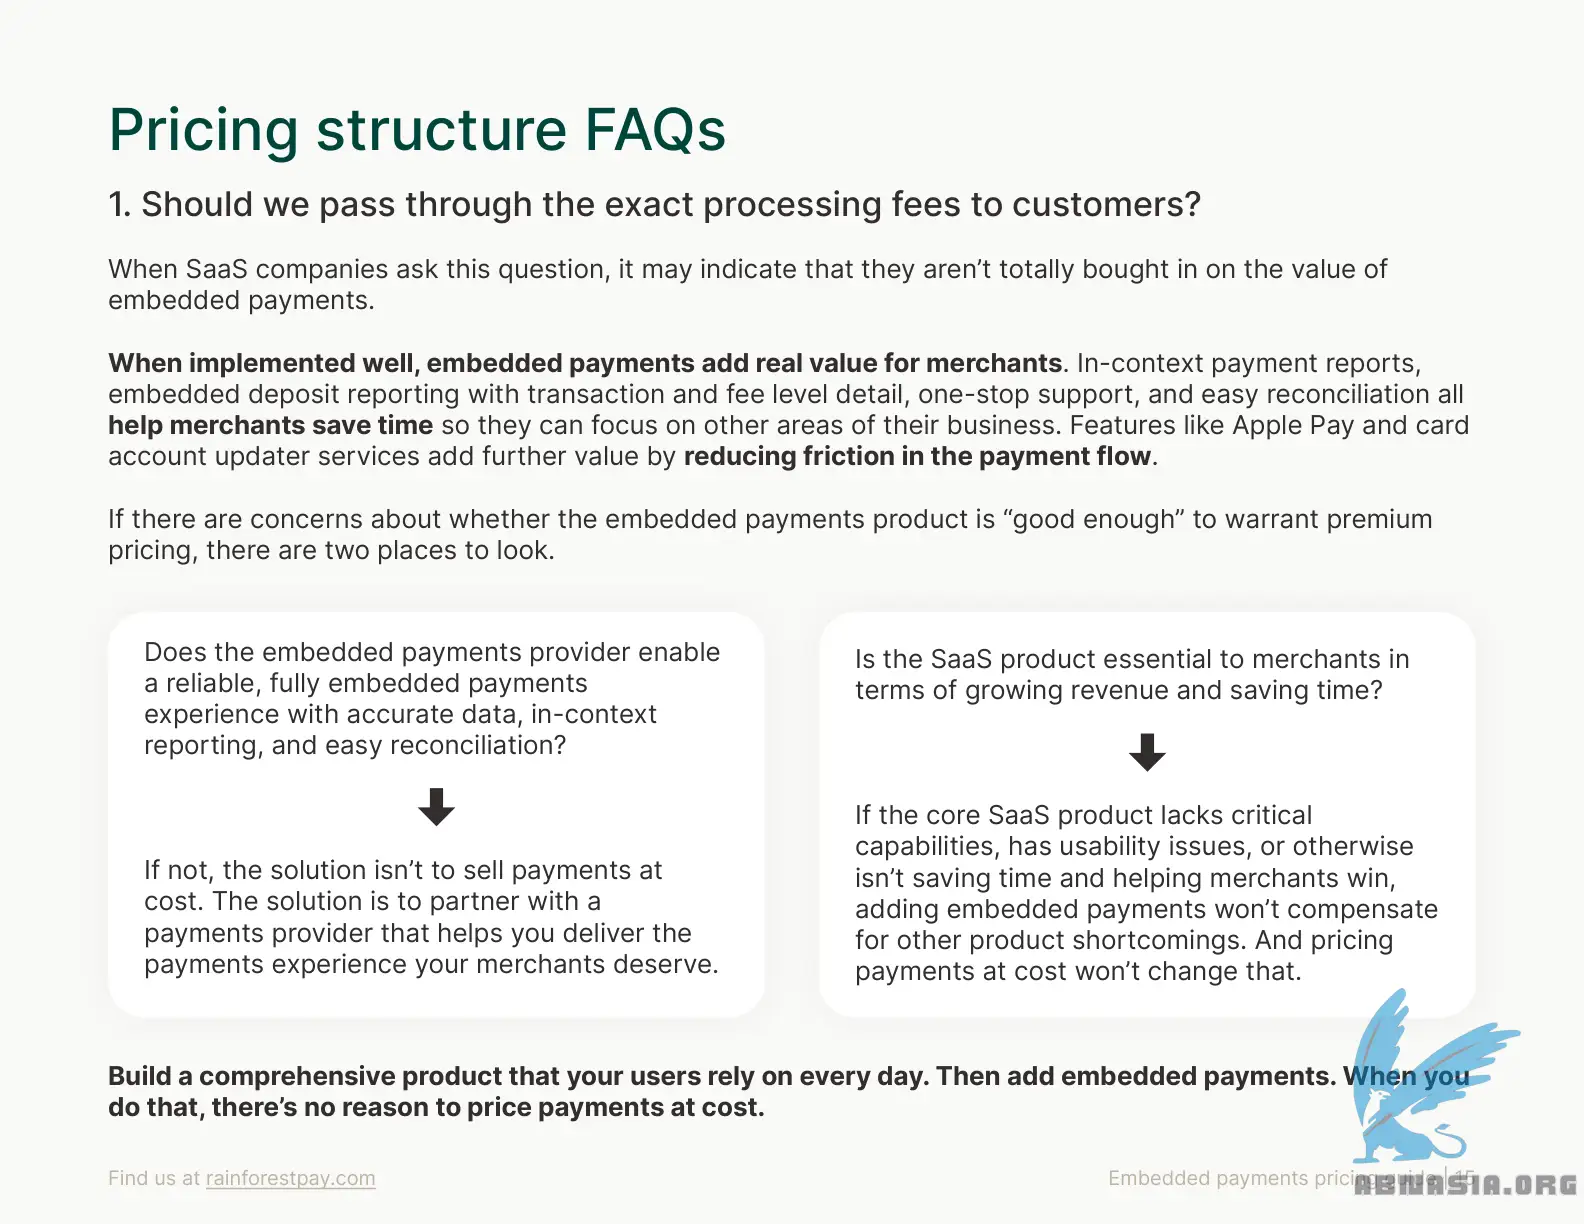 Pricing structure FAQs
1. Should we pass through the exact processing fees to customers?
When SaaS companies ask this question, it may indicate that they aren’t totally bought in on the value of
embedded payments.
When implemented well, embedded payments add real value for merchants. In-context payment reports,
embedded deposit reporting with transaction and fee level detail, one-stop support, and easy reconciliation all
help merchants save time so they can focus on other areas of their business. Features like Apple Pay and card
account updater services add further value by reducing friction in the payment flow.
If there are concerns about whether the embedded payments product is “good enough” to warrant premium
pricing, there are two places to look.
Does the embedded payments provider enable
a reliable, fully embedded payments
experience with accurate data, in-context
reporting, and easy reconciliation?
If not, the solution isn’t to sell payments at
cost. The solution is to partner with a
payments provider that helps you deliver the
payments experience your merchants deserve.
Is the SaaS product essential to merchants in
terms of growing revenue and saving time?
If the core SaaS product lacks critical
capabilities, has usability issues, or otherwise
isn’t saving time and helping merchants win,
adding embedded payments won’t compensate
for other product shortcomings. And pricing
payments at cost won’t change that.
Build a comprehensive product that your users rely on every day. Then add embedded payments. When you
do that, there’s no reason to price payments at cost.
Find us at rainforestpay.com
Embedded payments pricing guide | 15
ABINASIA.ORG